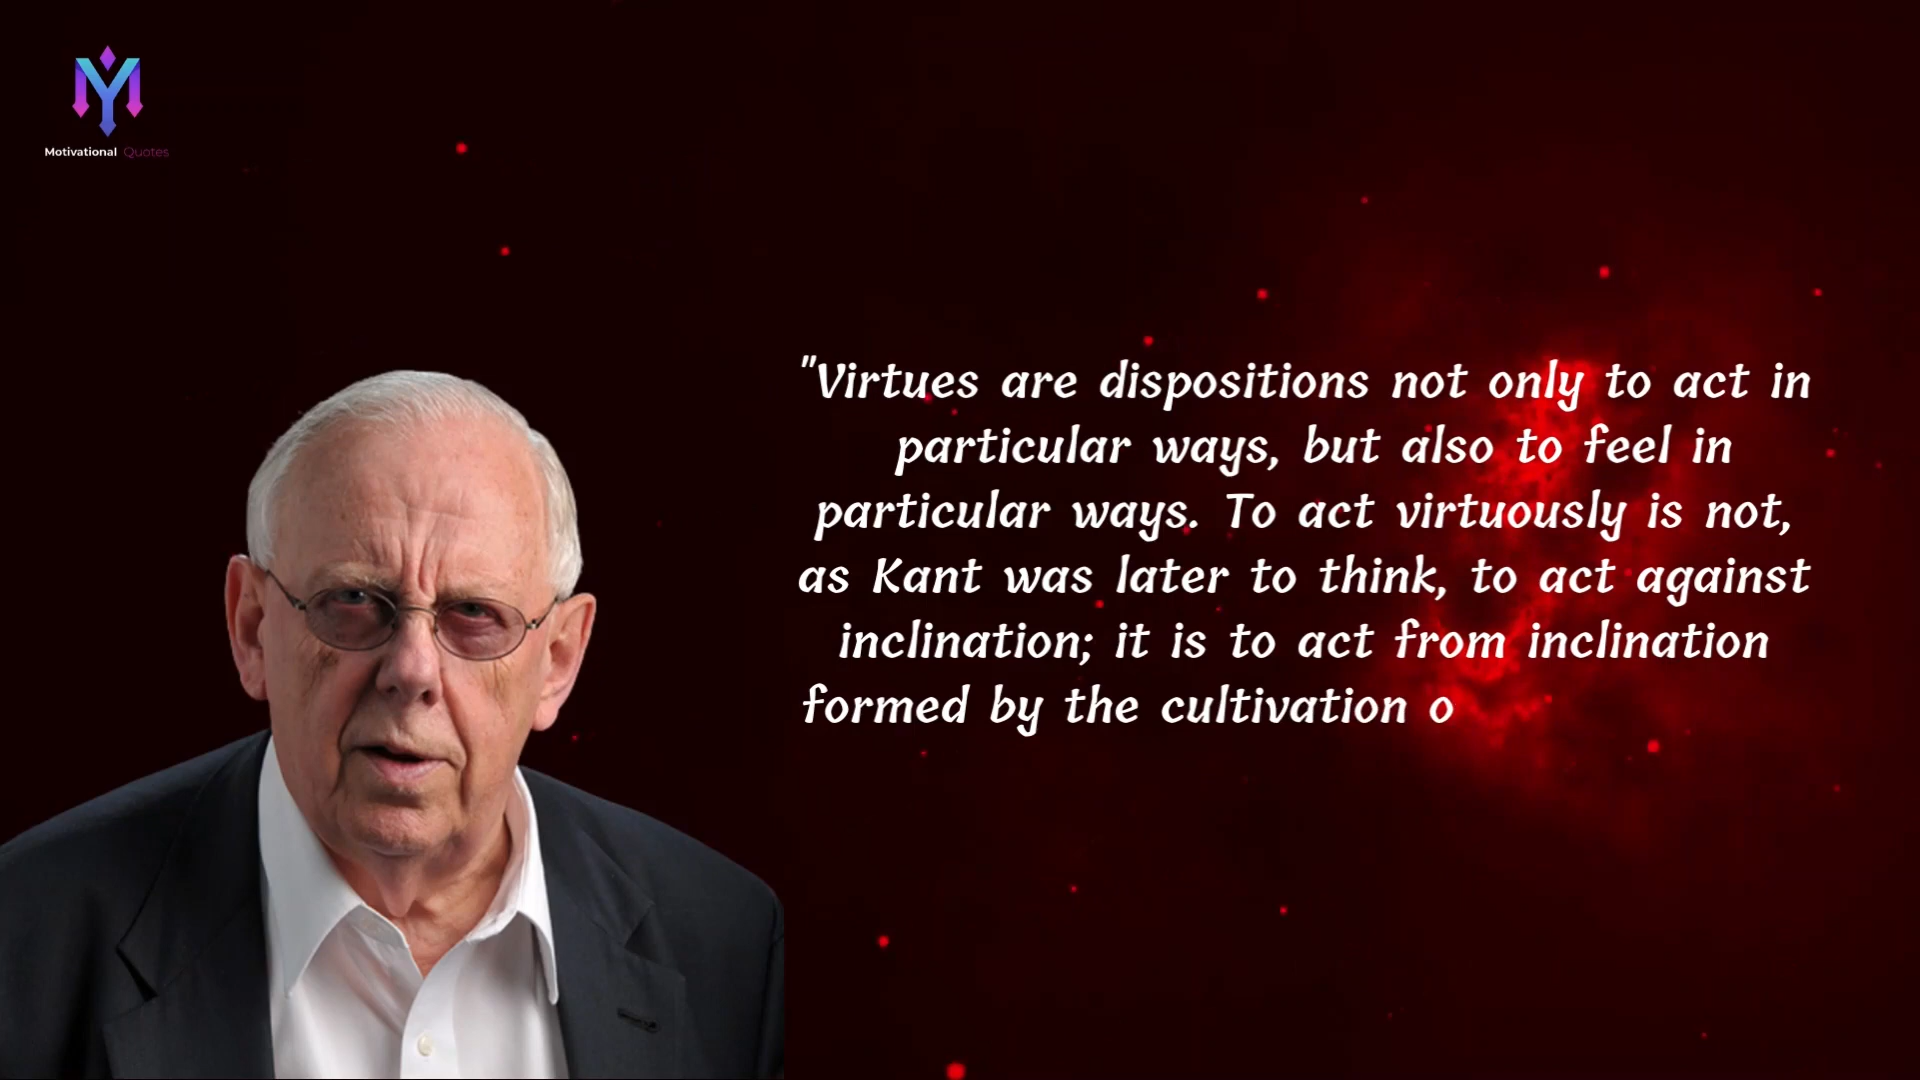 Motivational Quotes
"Virtues are dispositions not only to act in
particular ways, but also to feel in
particular ways. To act virtuously is not,
as Kant was later to think, to act against
inclination; it is to act from inclination
formed by the cultivation o